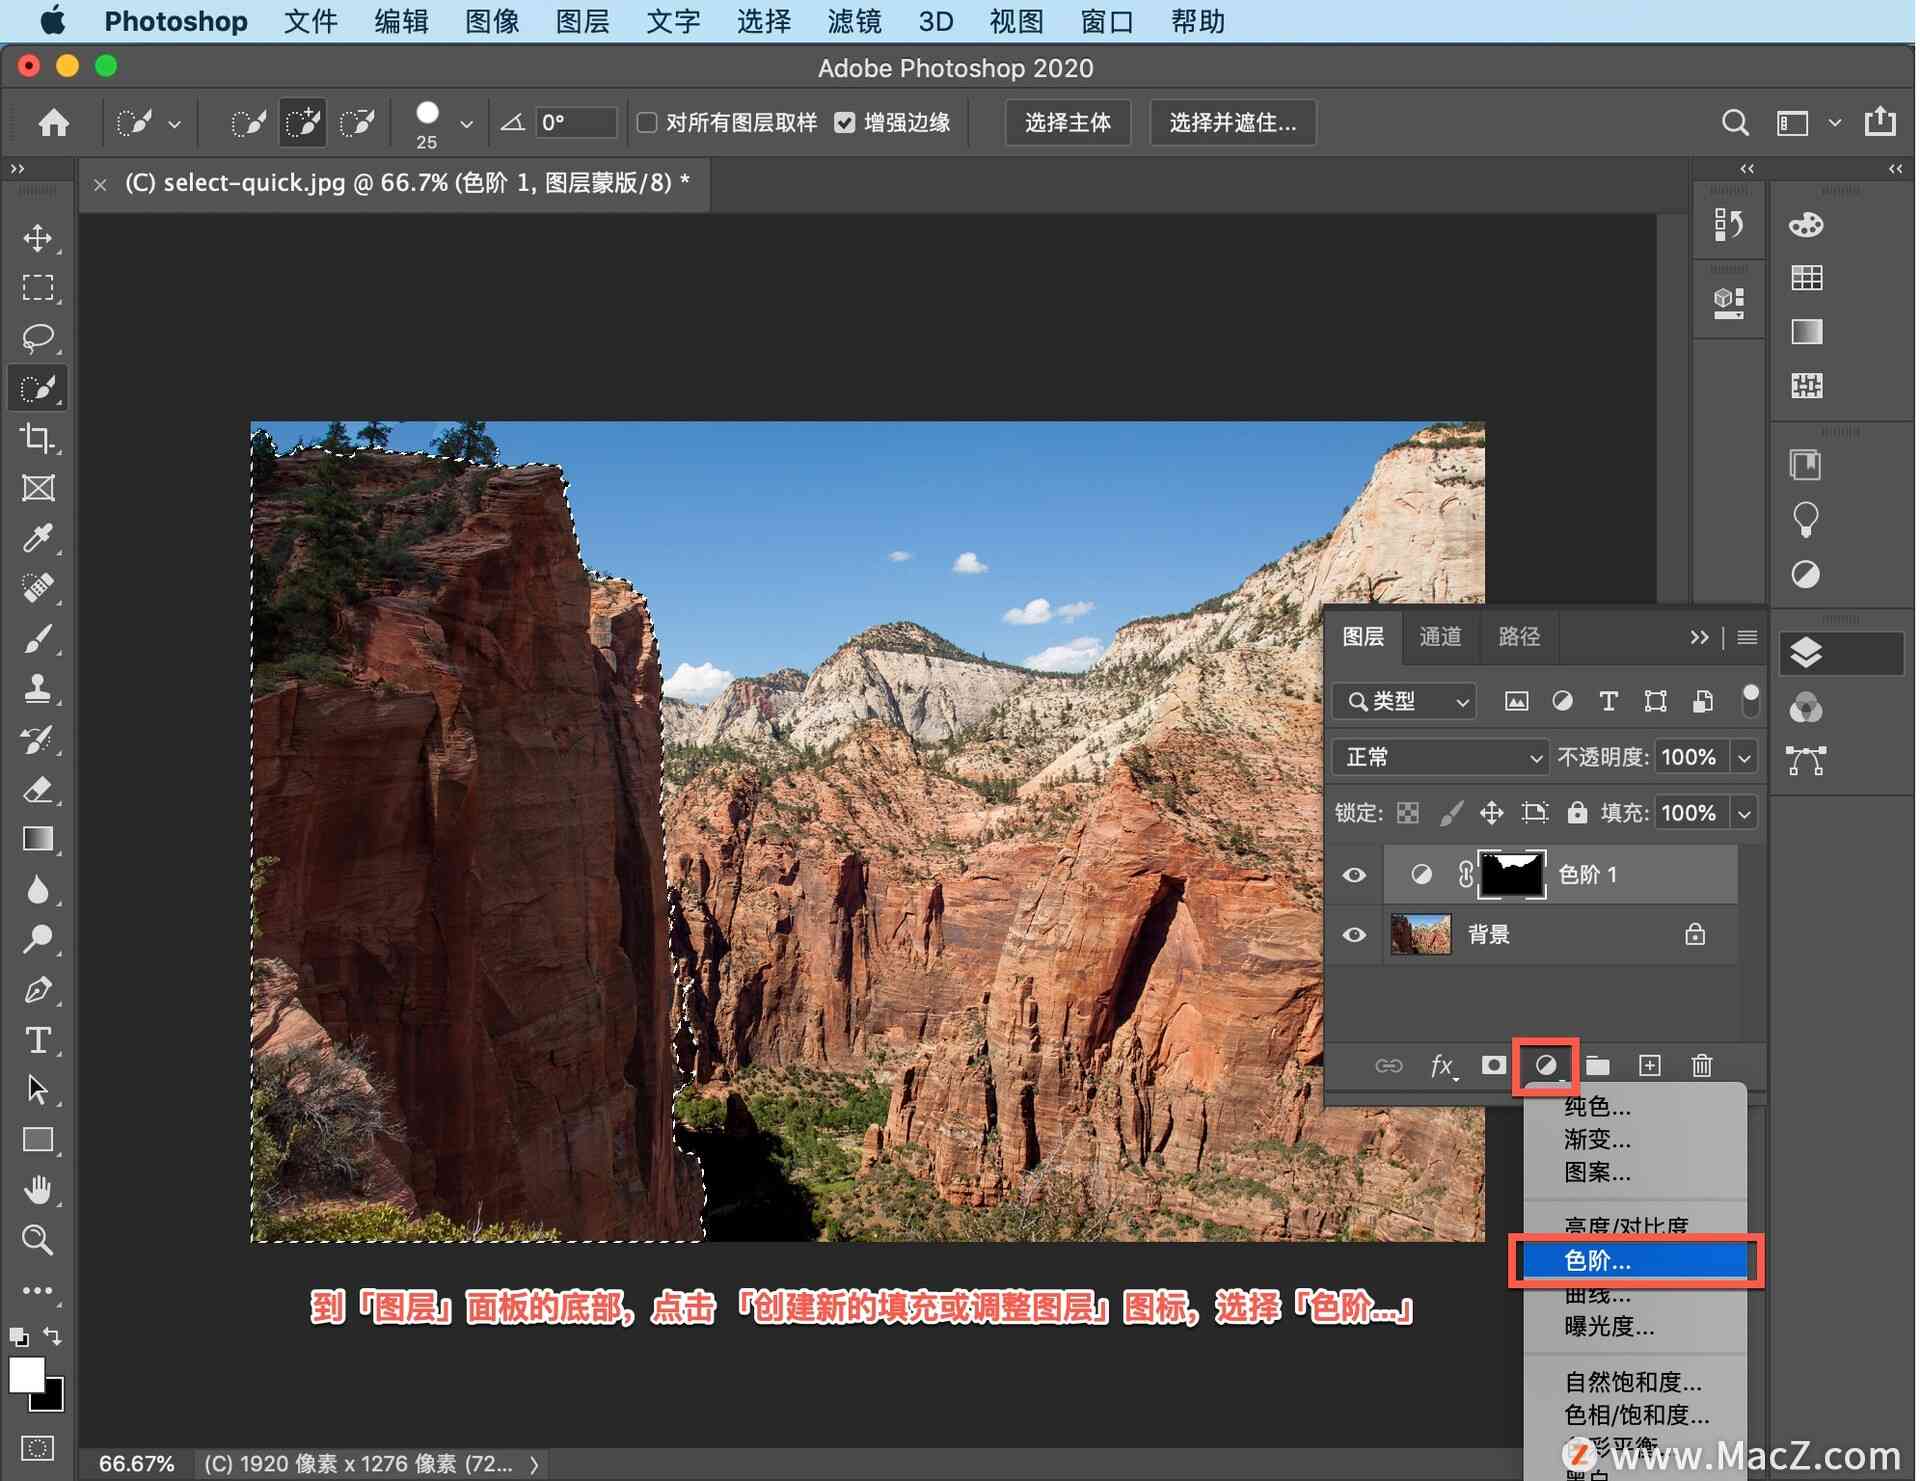 Photoshop 文件 编辑 图像 图层 文字 选择 滤镜 3D 视图 窗口 帮助
Adobe Photoshop 2020
25
0°
对所有图层取样
增强边缘
选择主体
选择并遮住...
(C) select-quick.jpg @ 66.7% (色阶 1, 图层蒙版/8) *
图层 通道 路径
类型
正常
不透明度: 100%
锁定:
填充: 100%
色阶 1
背景
fx
纯色...
渐变...
图案...
亮度/对比度
色阶...
曲线...
曝光度...
自然饱和度...
色相/饱和度...
彩平衡...
黑白
到「图层」面板的底部，点击 「创建新的填充或调整图层」图标，选择「色阶...」
66.67% (C) 1920 像素 x 1276 像素 (72...
www.MacZ.com